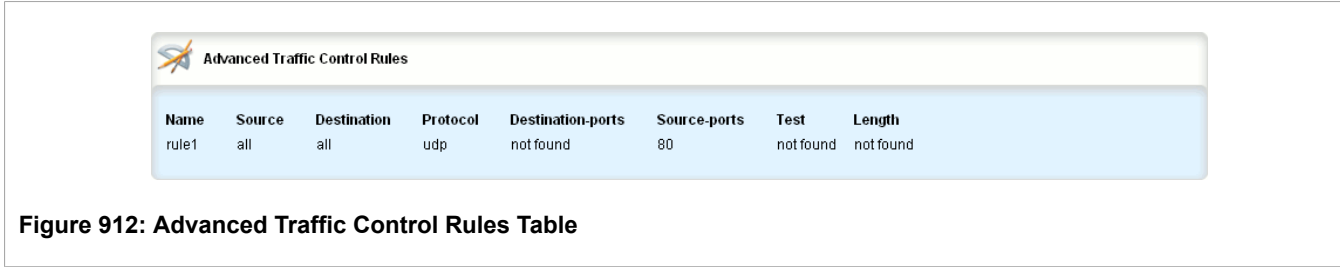 Advanced Traffic Control Rules
Name Source Destination Protocol Destination-ports Source-ports Test Length
rule1 all all udp not found 80 not found not found
Figure 912: Advanced Traffic Control Rules Table